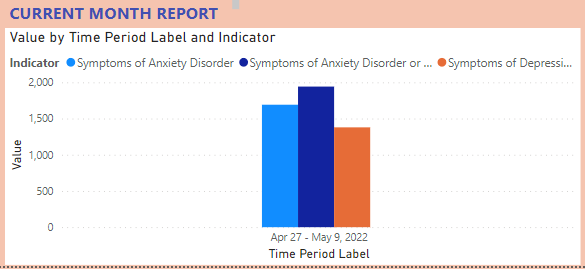 CURRENT MONTH REPORT
Value by Time Period Label and Indicator
Indicator Symptoms of Anxiety Disorder Symptoms of Anxiety Disorder or ... Symptoms of Depressi...
2,000
1,500
1,000
500
0
Value
Apr 27 - May 9, 2022
Time Period Label